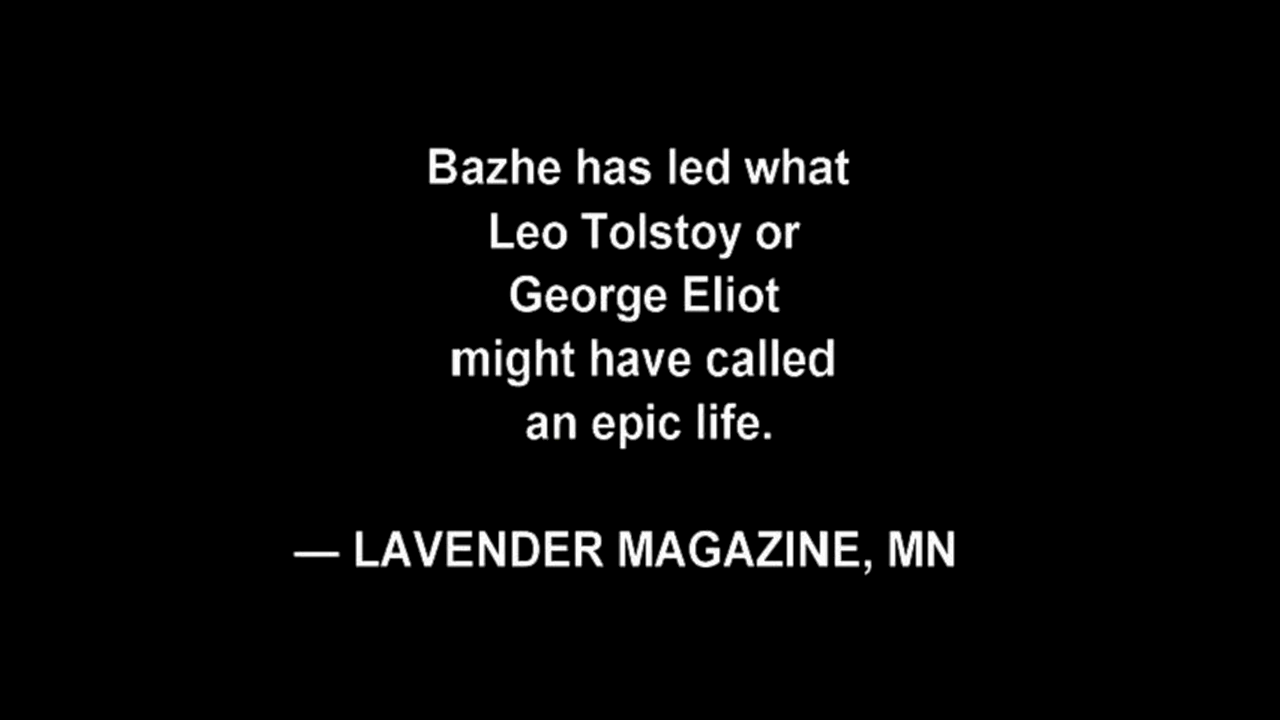 Bazhe has led what
Leo Tolstoy or
George Eliot
might have called
an epic life.
— LAVENDER MAGAZINE, MN